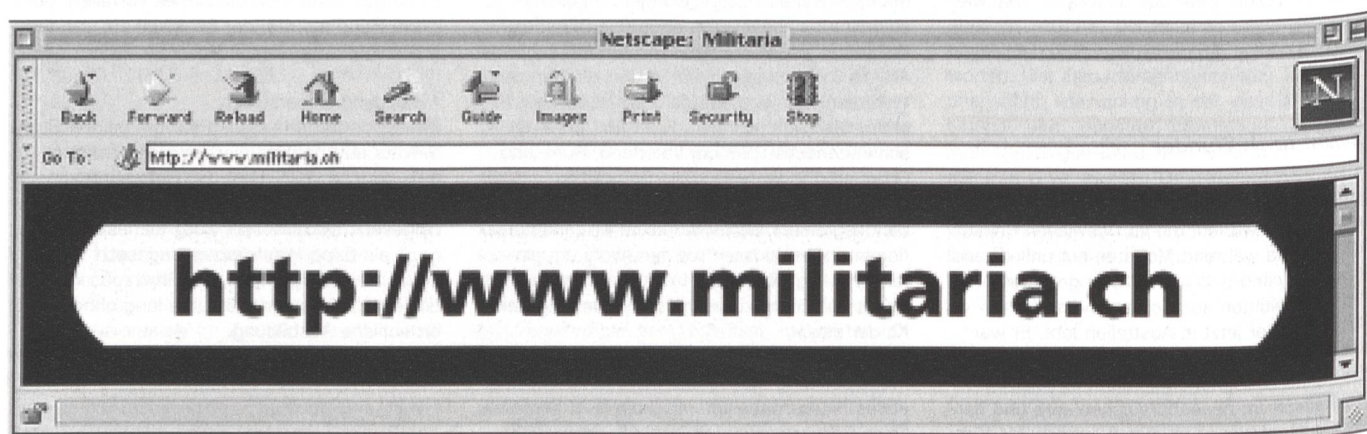 Netscape: Militaria
Back Forward Reload Home Search Guide Images Print Security Stop
N
Go To: http://www.militaria.ch
http://www.militaria.ch